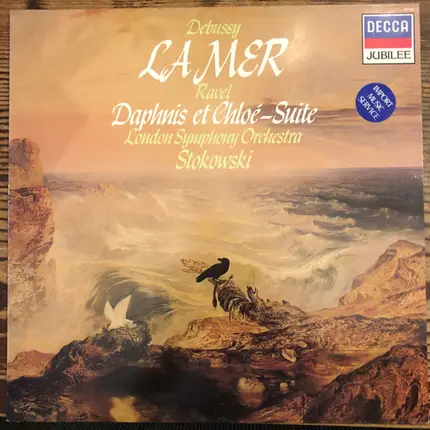 Debussy
LA MER
Ravel
Daphnis et Chloé-Suite
London Symphony Orchestra
Stokowski
DECCA
JUBILEE
IMPORT
MUSIC
SERVICE